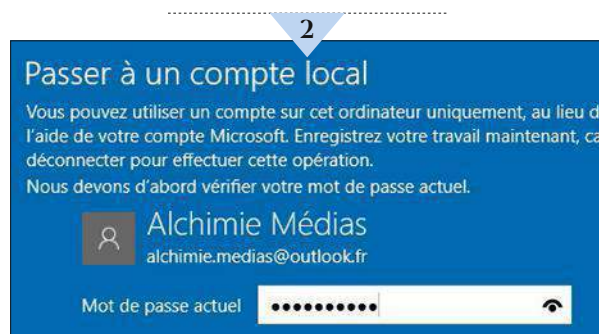 2
Passer à un compte local
Vous pouvez utiliser un compte sur cet ordinateur uniquement, au lieu d
l'aide de votre compte Microsoft. Enregistrez votre travail maintenant, ca
déconnecter pour effectuer cette opération.
Nous devons d'abord vérifier votre mot de passe actuel.
Alchimie Médias
alchimie.medias@outlook.fr
Mot de passe actuel ••••••••••